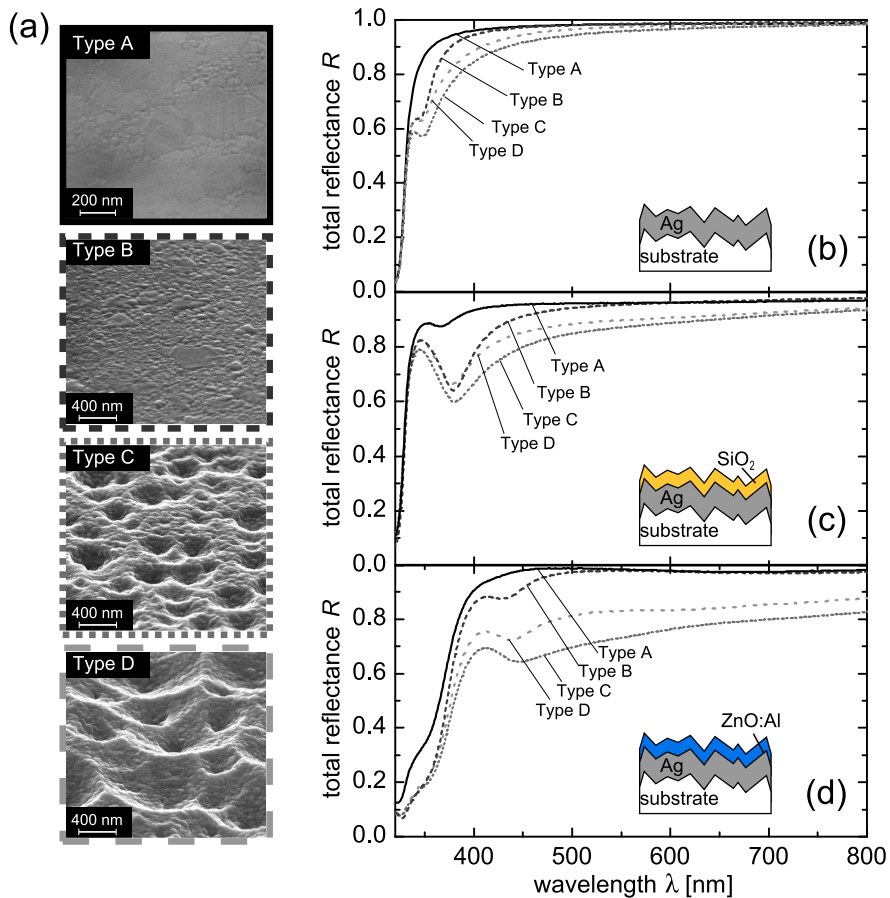 (a)
Type A
200 nm
Type B
400 nm
Type C
400 nm
Type D
400 nm
total reflectance R
1.0
0.8
0.6
0.4
0.2
0.0
Type A
Type B
Type C
Type D
Ag
substrate
(b)
total reflectance R
0.8
0.6
0.4
0.2
0.0
Type A
Type B
Type C
Type D
SiO₂
Ag
substrate
(c)
total reflectance R
0.8
0.6
0.4
0.2
0.0
Type A
Type B
Type C
Type D
ZnO:Al
Ag
substrate
(d)
400 500 600 700 800
wavelength λ [nm]